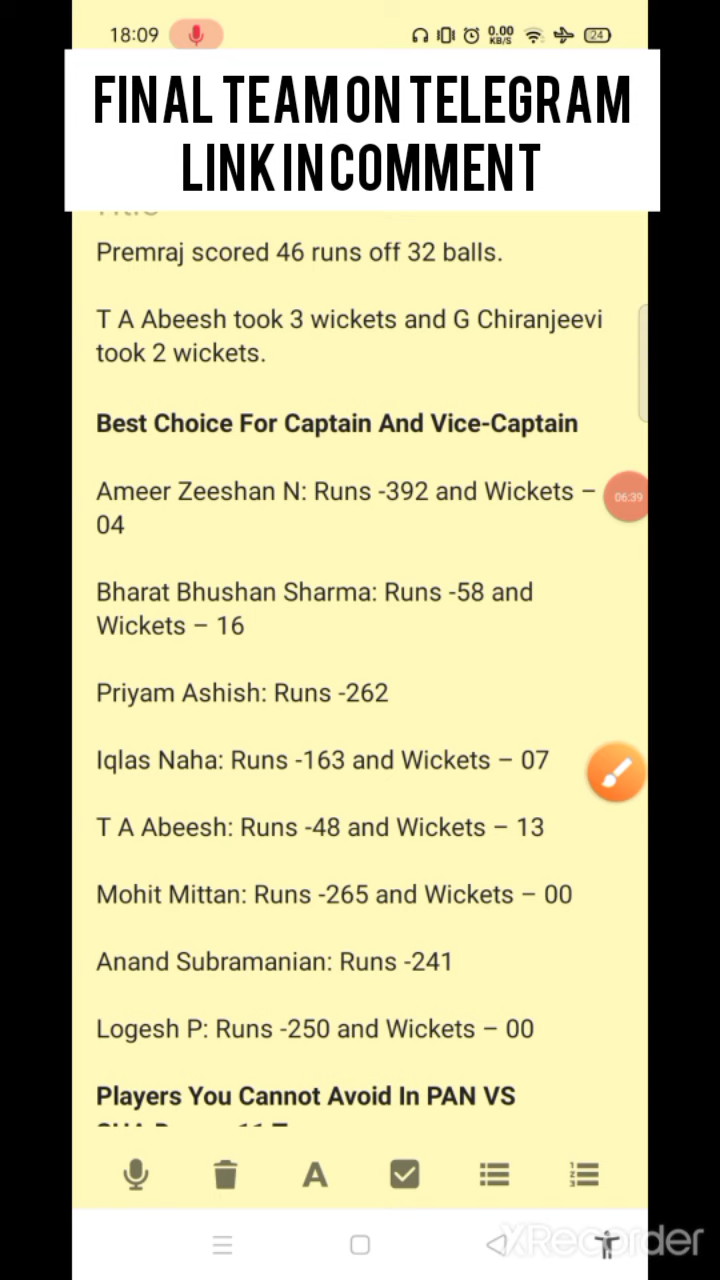 18:09
0.00
KB/S
24
FINAL TEAM ON TELEGRAM
LINK IN COMMENT
Title
Premraj scored 46 runs off 32 balls.
T A Abeesh took 3 wickets and G Chiranjeevi
took 2 wickets.
Best Choice For Captain And Vice-Captain
Ameer Zeeshan N: Runs -392 and Wickets –
04
06:39
Bharat Bhushan Sharma: Runs -58 and
Wickets – 16
Priyam Ashish: Runs -262
Iqlas Naha: Runs -163 and Wickets – 07
T A Abeesh: Runs -48 and Wickets – 13
Mohit Mittan: Runs -265 and Wickets – 00
Anand Subramanian: Runs -241
Logesh P: Runs -250 and Wickets – 00
Players You Cannot Avoid In PAN VS
A
XRecorder